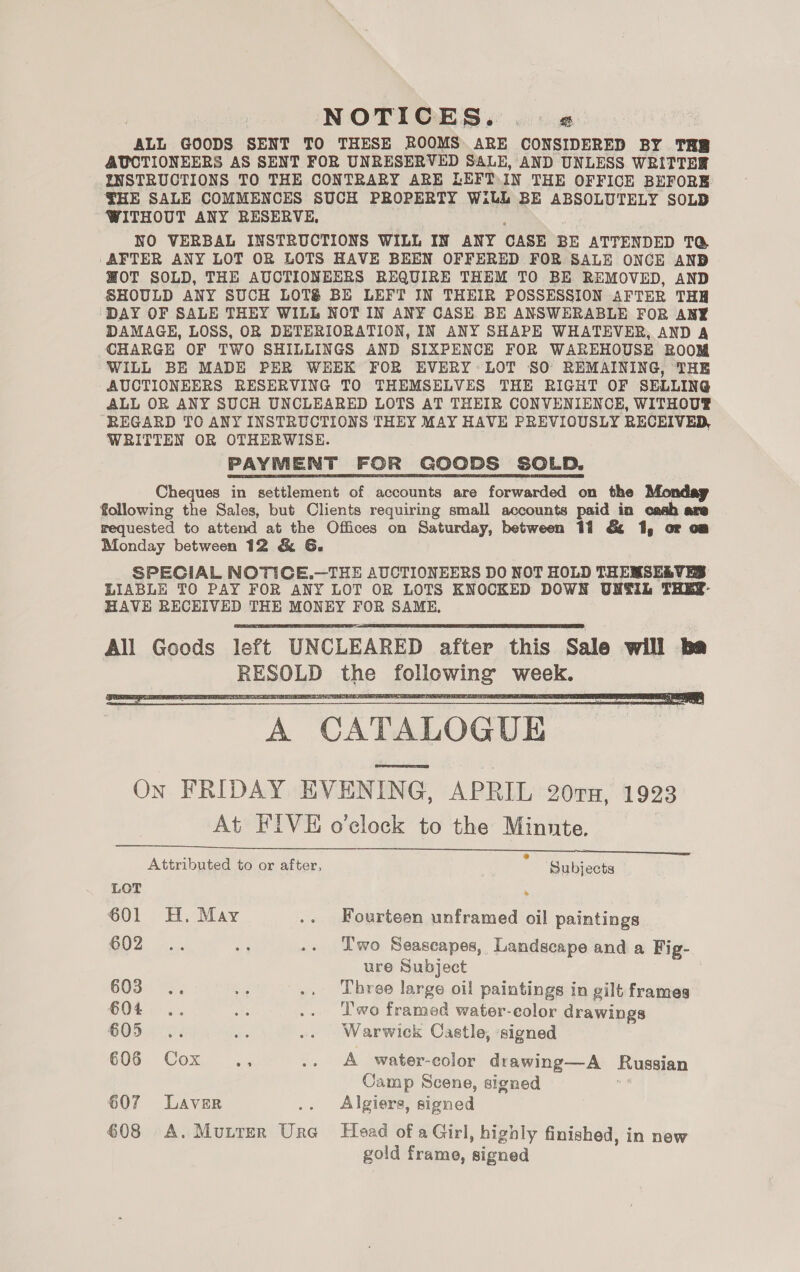 NOTICES.
ALL GOODS SENT TO THESE ROOMS ARE CONSIDERED BY THE
AUCTIONEERS AS SENT FOR UNRESERVED SALE, AND UNLESS WRITTEN
INSTRUCTIONS TO THE CONTRARY ARE LEFT IN THE OFFICE BEFORE
THE SALE COMMENCES SUCH PROPERTY WILL BE ABSOLUTELY SOLD
WITHOUT ANY RESERVE.
NO VERBAL INSTRUCTIONS WILL IN ANY CASE BE ATTENDED TO.
AFTER ANY LOT OR LOTS HAVE BEEN OFFERED FOR SALE ONCE AND
NOT SOLD, THE AUCTIONEERS REQUIRE THEM TO BE REMOVED, AND
SHOULD ANY SUCH LOTS BE LEFT IN THEIR POSSESSION AFTER THE
DAY OF SALE THEY WILL NOT IN ANY CASE BE ANSWERABLE FOR ANY
DAMAGE, LOSS, OR DETERIORATION, IN ANY SHAPE WHATEVER, AND A
CHARGE OF TWO SHILLINGS AND SIXPENCE FOR WAREHOUSE ROOM
WILL BE MADE PER WEEK FOR EVERY LOT SO REMAINING, THE
AUCTIONEERS RESERVING TO THEMSELVES THE RIGHT OF SELLING
ALL OR ANY SUCH UNCLEARED LOTS AT THEIR CONVENIENCE, WITHOUT
REGARD TO ANY INSTRUCTIONS THEY MAY HAVE PREVIOUSLY RECEIVED,
WRITTEN OR OTHERWISE.
PAYMENT FOR GOODS SOLD.
Cheques in settlement of accounts are forwarded on the Monday
following the Sales, but Clients requiring small accounts paid in cash are
requested to attend at the Offices on Saturday, between 11 & 1, or on
Monday between 12 & 6.
SPECIAL NOTICE.—THE AUCTIONEERS DO NOT HOLD THEMSELVES
LIABLE TO PAY FOR ANY LOT OR LOTS KNOCKED DOWN UNTIL THEY
HAVE RECEIVED THE MONEY FOR SAME.
All Goods left UNCLEARED after this Sale will be
RESOLD the following week.
A CATALOGUE
On FRIDAY EVENING, APRIL 20TH, 1923
At FIVE o'clock to the Minute.
Attributed to or after, Subjects
LOT
601 H. May .. Fourteen unframed oil paintings
602 .. .. .. Two Seascapes, Landscape and a Fig-
ure Subject
603 .. .. .. Three large oil paintings in gilt frames
604 .. .. .. Two framed water-color drawings
605 .. .. .. Warwick Castle, signed
606 Cox .. .. A water-color drawing—A Russian
Camp Scene, signed
607 LAVER .. Algiers, signed
608 A. MULTER URG Head of a Girl, highly finished, in new
gold frame, signed